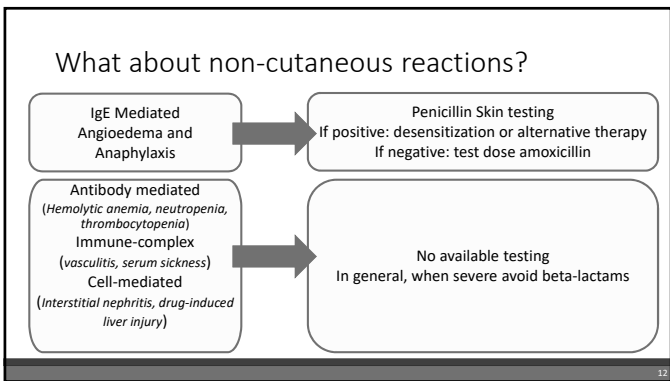 What about non-cutaneous reactions?
IgE Mediated
Angioedema and
Anaphylaxis
Penicillin Skin testing
If positive: desensitization or alternative therapy
If negative: test dose amoxicillin
Antibody mediated
(Hemolytic anemia, neutropenia,
thrombocytopenia)
Immune-complex
(vasculitis, serum sickness)
Cell-mediated
(Interstitial nephritis, drug-induced
liver injury)
No available testing
In general, when severe avoid beta-lactams
12